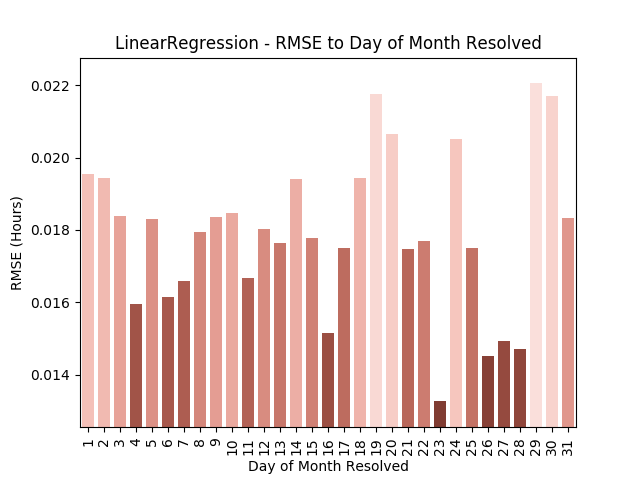 LinearRegression - RMSE to Day of Month Resolved
RMSE (Hours)
0.022
0.020
0.018
0.016
0.014
1 2 3 4 5 6 7 8 9 10 11 12 13 14 15 16 17 18 19 20 21 22 23 24 25 26 27 28 29 30 31
Day of Month Resolved